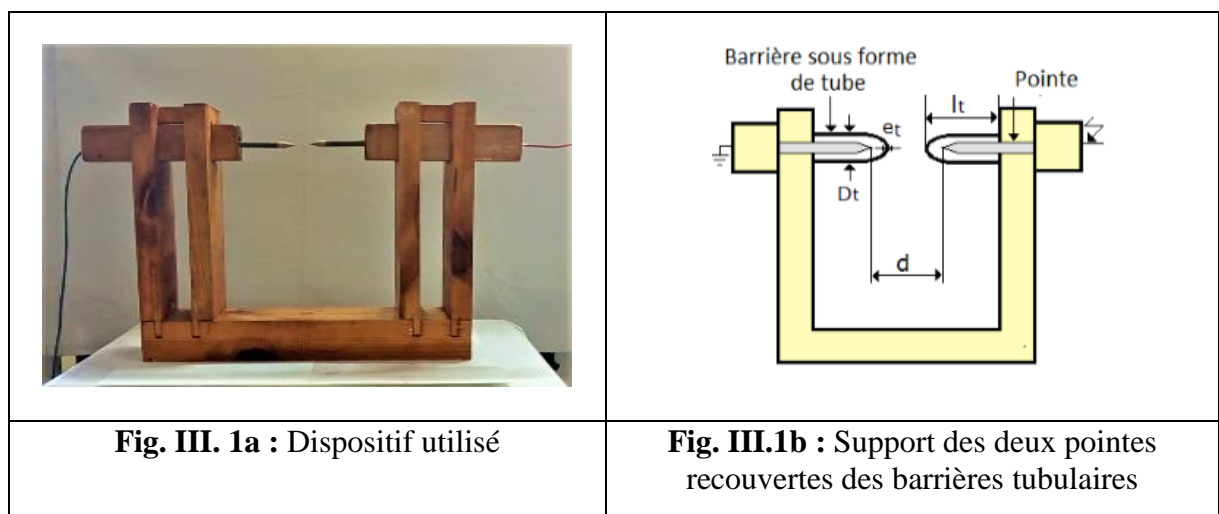 Barrière sous forme
de tube
Pointe
lt
et
Dt
d
Fig. III. 1a : Dispositif utilisé
Fig. III.1b : Support des deux pointes
recouvertes des barrières tubulaires